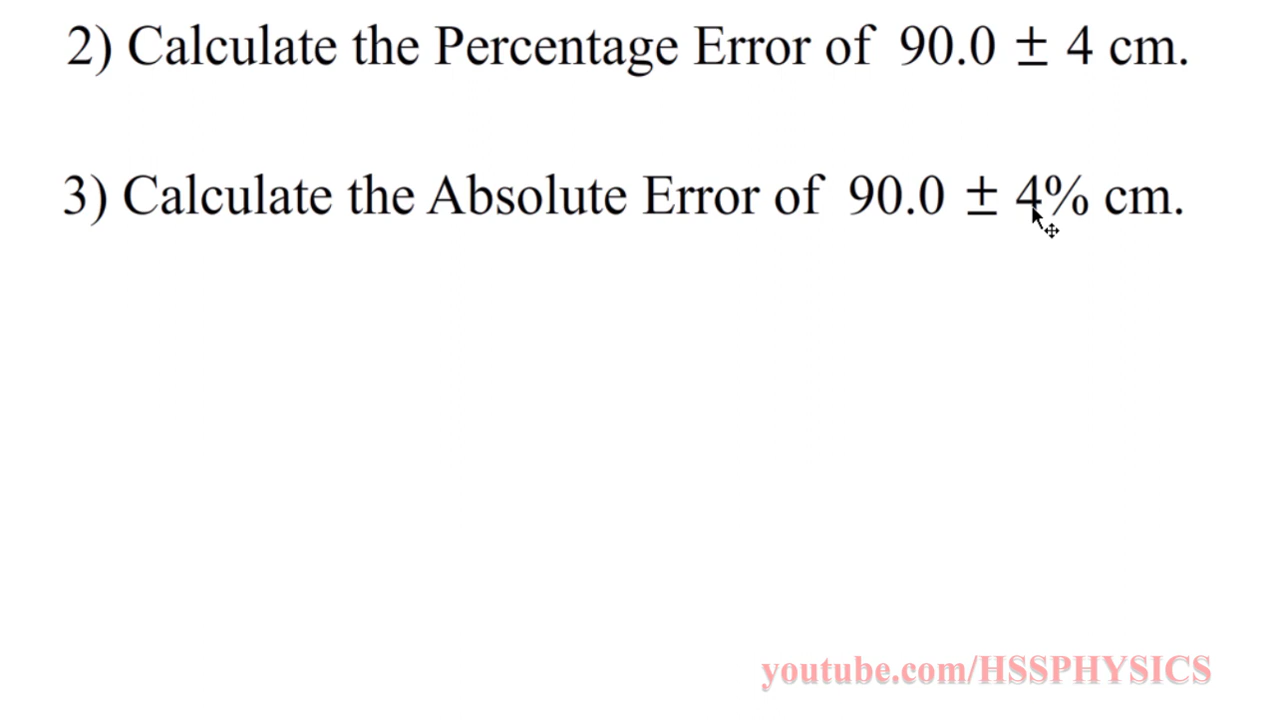 2) Calculate the Percentage Error of 90.0 ± 4 cm.
3) Calculate the Absolute Error of 90.0 ± 4% cm.
youtube.com/HSSPHYSICS